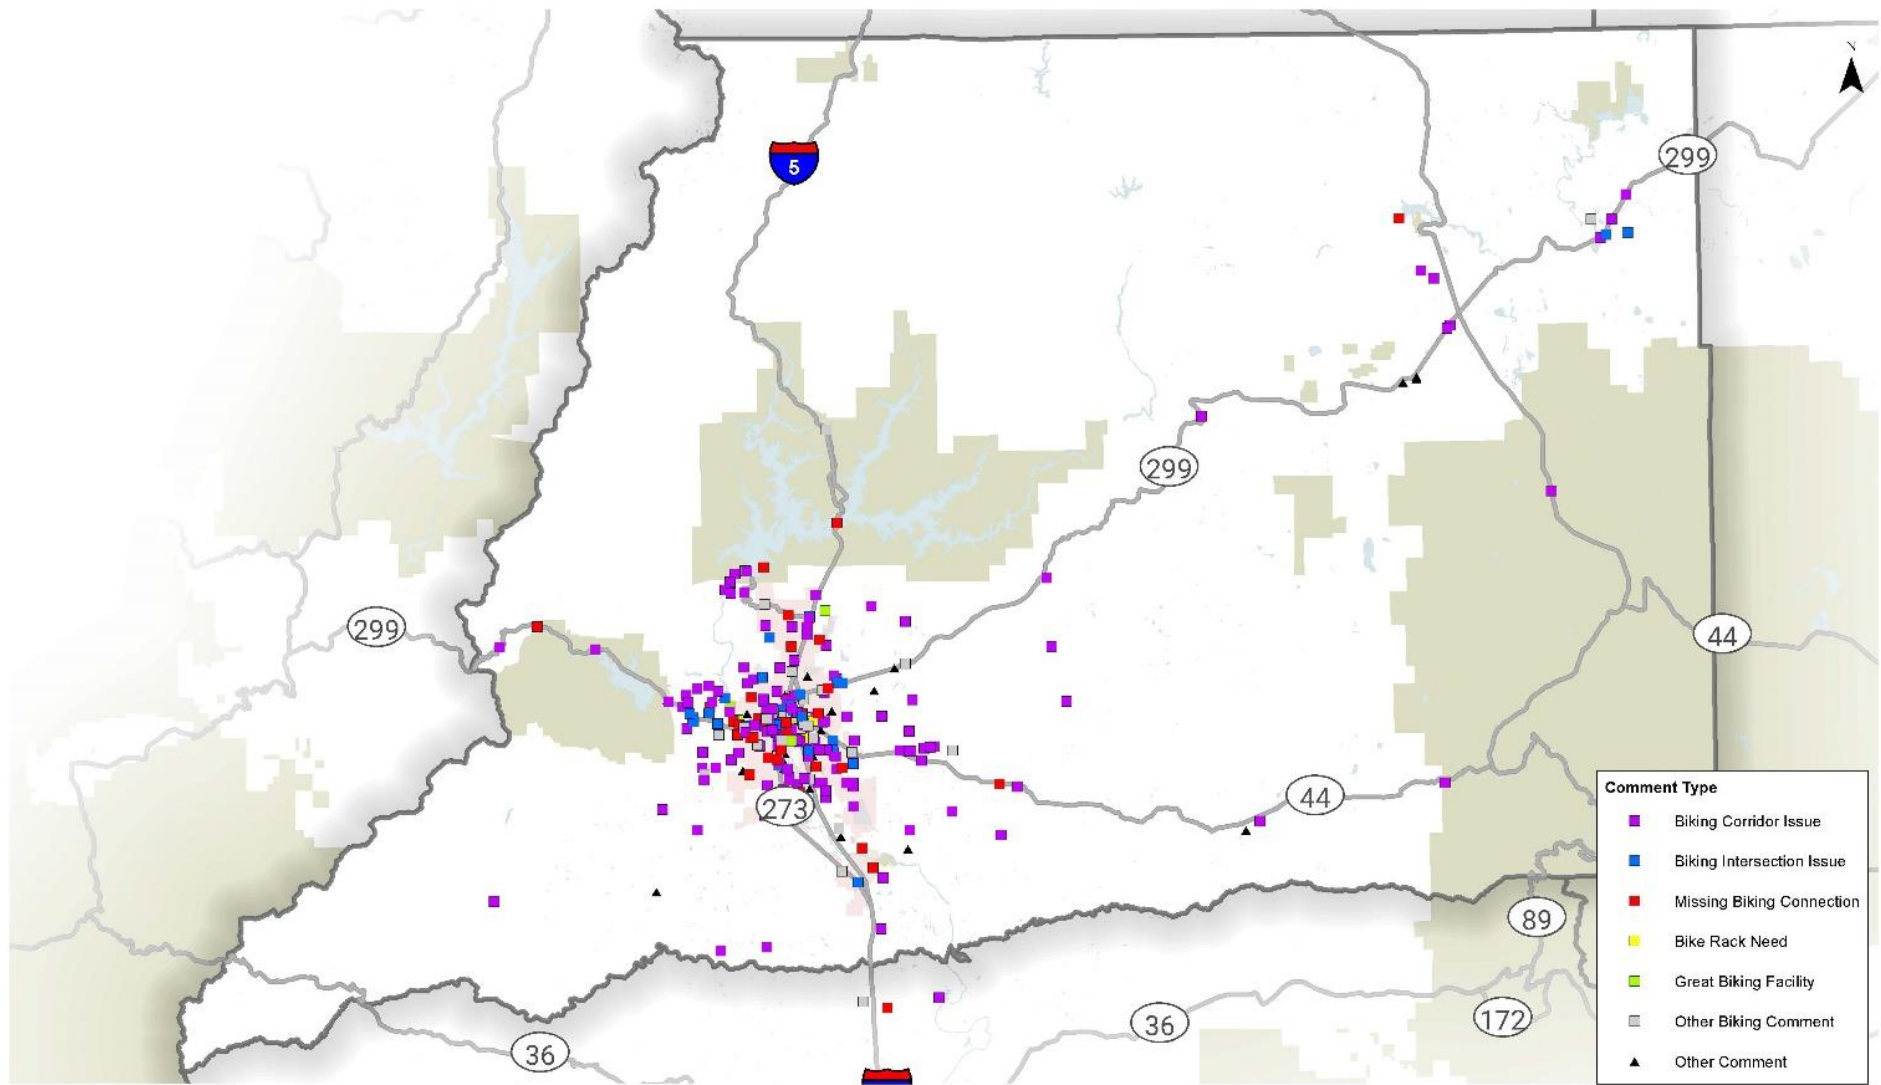 N
5
299
299
299
44
44
273
89
36
36
172
Comment Type
Biking Corridor Issue
Biking Intersection Issue
Missing Biking Connection
Bike Rack Need
Great Biking Facility
Other Biking Comment
Other Comment